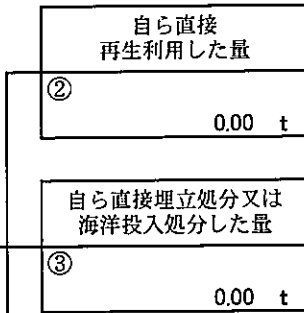 自ら直接
再生利用した量
②
0.00 t
自ら直接埋立処分又は
海洋投入処分した量
③
0.00 t